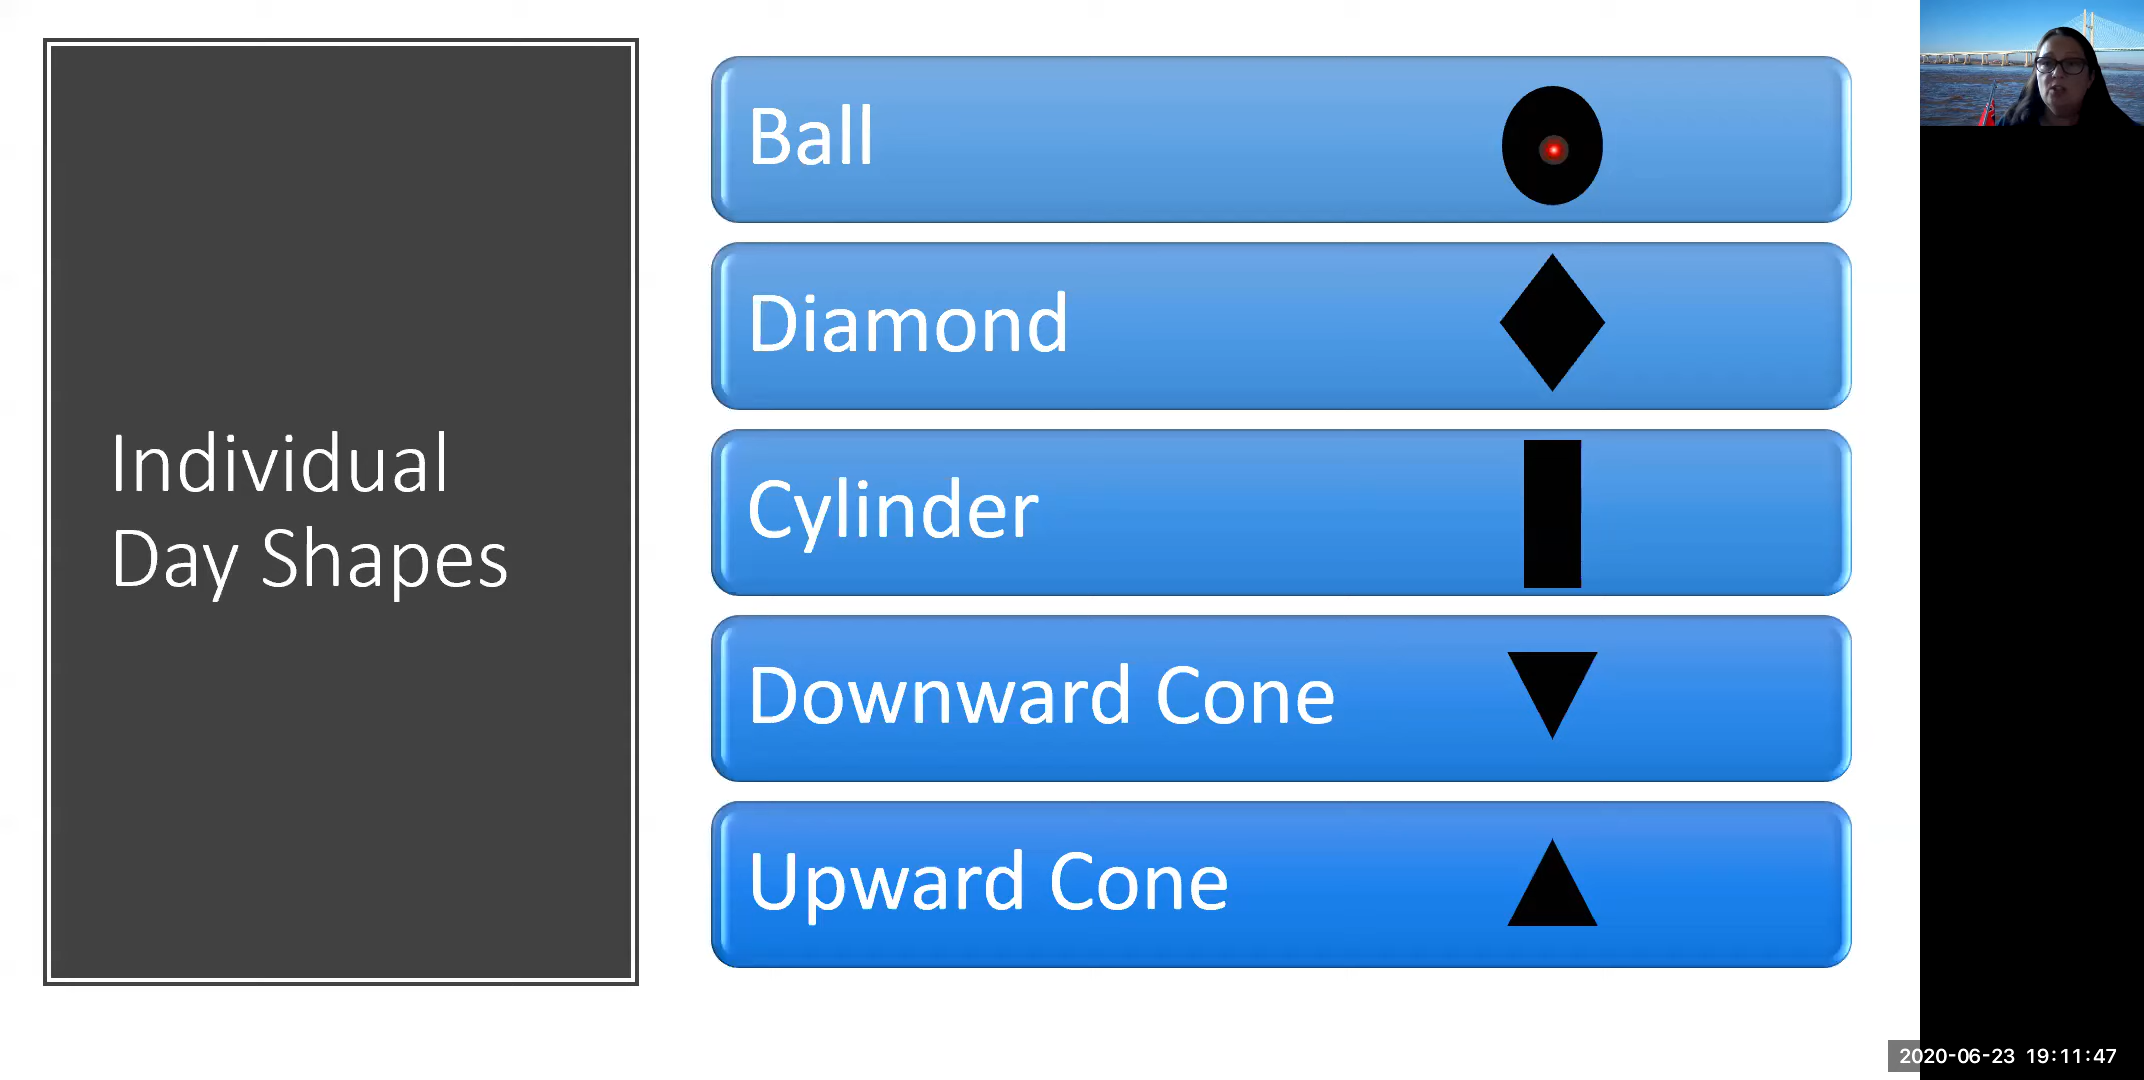 Individual
Day Shapes
Ball
Diamond
Cylinder
Downward Cone
Upward Cone
2020-06-23 19:11:47